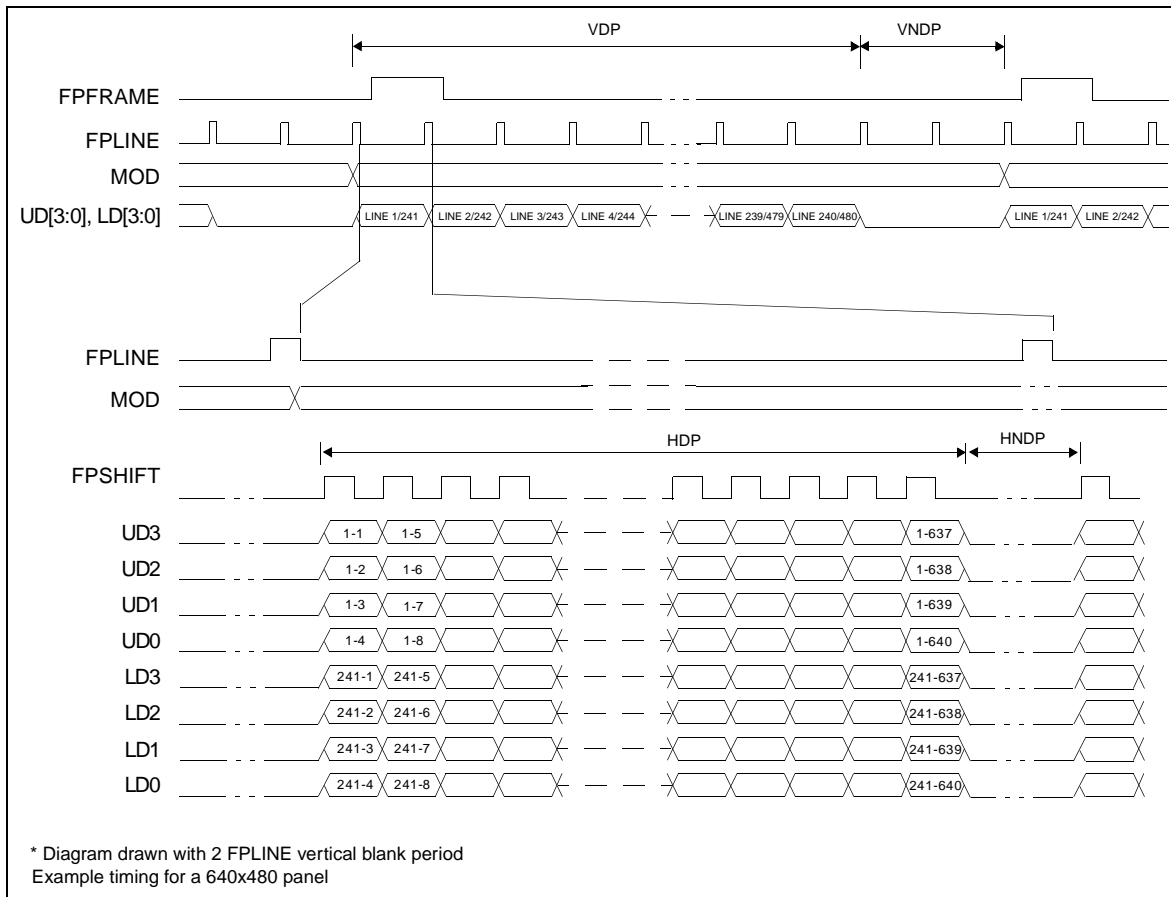 VDP VNDP
FPFRAME
FPLINE
MOD
UD[3:0], LD[3:0] LINE 1/241 LINE 2/242 LINE 3/243 LINE 4/244 LINE 239/479 LINE 240/480 LINE 1/241 LINE 2/242
FPLINE
MOD
HDP HNDP
FPSHIFT
UD3 1-1 1-5 1-637
UD2 1-2 1-6 1-638
UD1 1-3 1-7 1-639
UD0 1-4 1-8 1-640
LD3 241-1 241-5 241-637
LD2 241-2 241-6 241-638
LD1 241-3 241-7 241-639
LD0 241-4 241-8 241-640
* Diagram drawn with 2 FPLINE vertical blank period
Example timing for a 640x480 panel